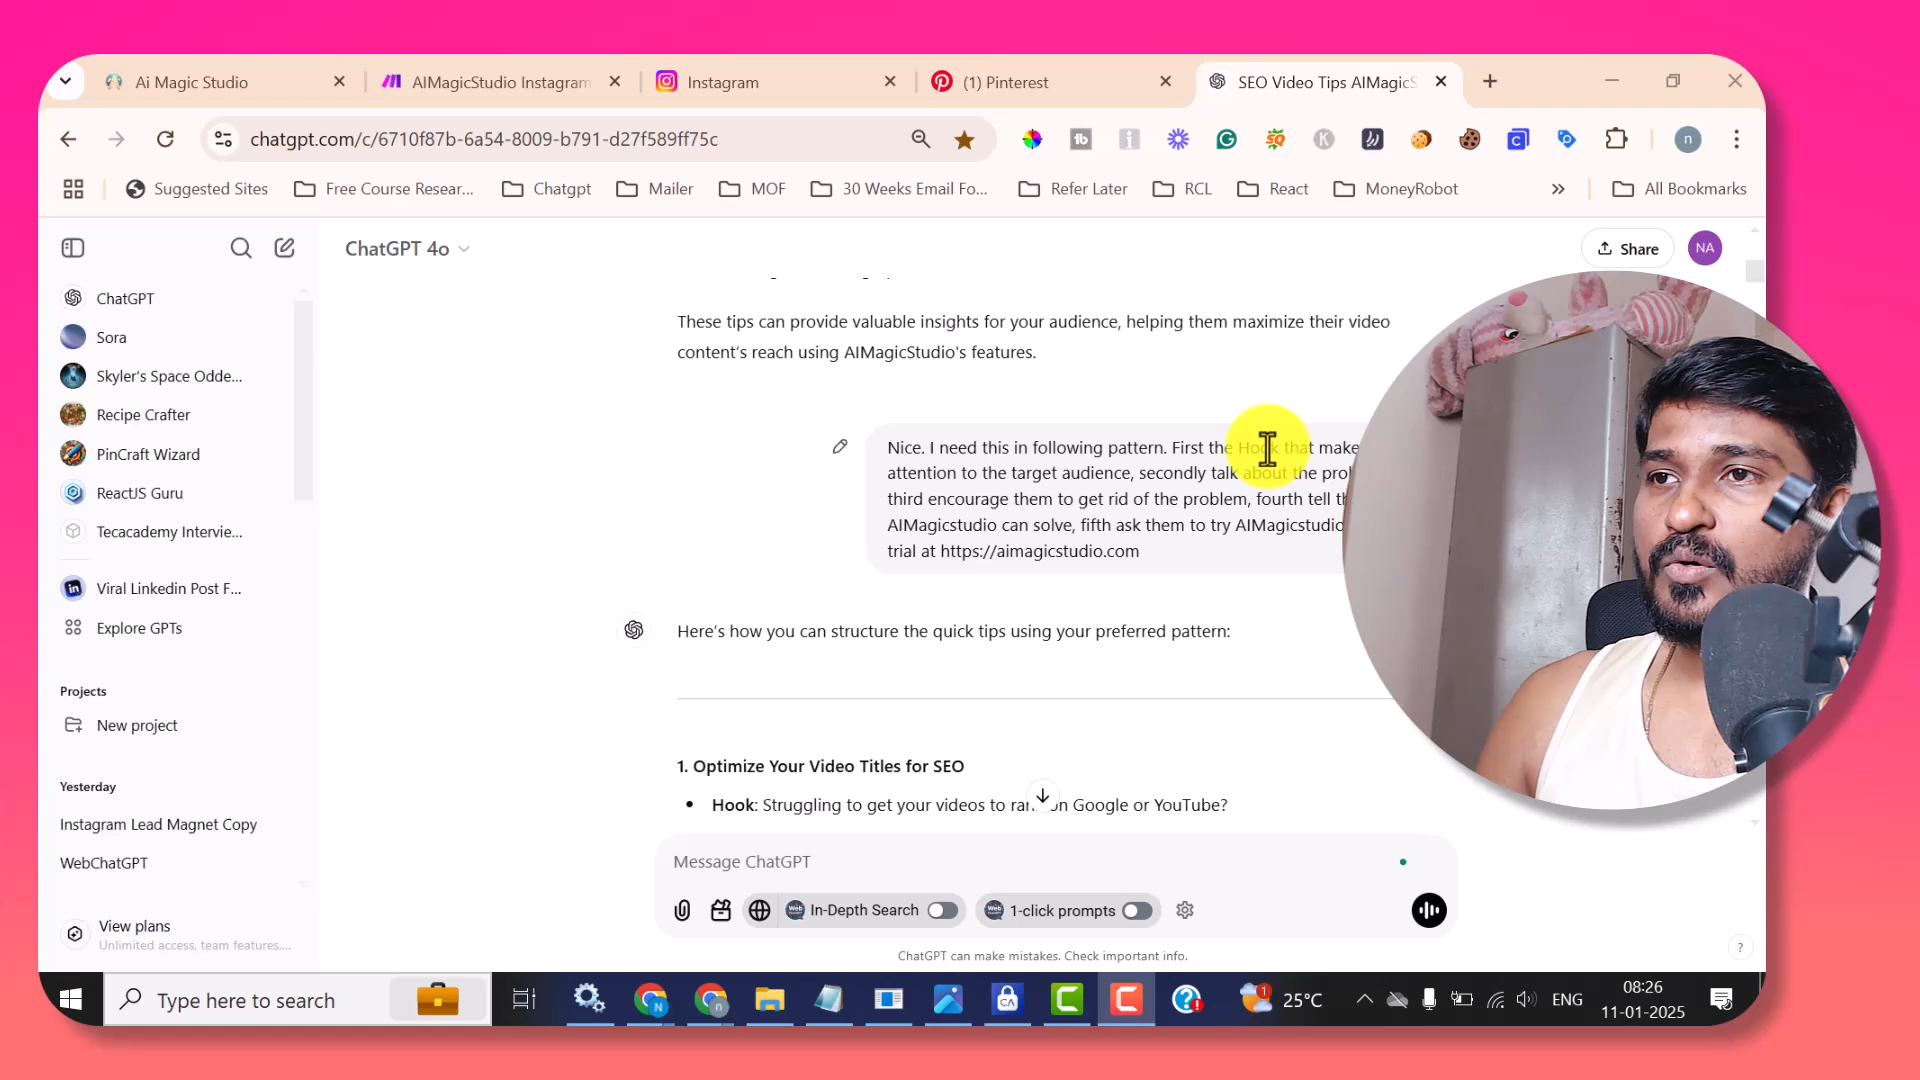 Ai Magic Studio
AIMagicStudio Instagram
Instagram
(1) Pinterest
SEO Video Tips AIMagicS
chatgpt.com/c/6710f87b-6a54-8009-b791-d27f589ff75c
n
Suggested Sites
Free Course Resear...
Chatgpt
Mailer
MOF
30 Weeks Email Fo...
Refer Later
RCL
React
MoneyRobot
All Bookmarks
ChatGPT 4o
Share
NA
ChatGPT
Sora
Skyler's Space Odde...
Recipe Crafter
PinCraft Wizard
ReactJS Guru
Tecacademy Intervie...
Viral Linkedin Post F...
Explore GPTs
Projects
New project
Yesterday
Instagram Lead Magnet Copy
WebChatGPT
View plans
Unlimited access, team features,...
These tips can provide valuable insights for your audience, helping them maximize their video
content's reach using AIMagicStudio's features.
Nice. I need this in following pattern. First the Hook that make
attention to the target audience, secondly talk about the
third encourage them to get rid of the problem, fourth tell
AIMagicstudio can solve, fifth ask them to try AIMagicstudio
trial at https://aimagicstudio.com
Here's how you can structure the quick tips using your preferred pattern:
1. Optimize Your Video Titles for SEO
• Hook: Struggling to get your videos to on Google or YouTube?
Message ChatGPT
In-Depth Search
1-click prompts
ChatGPT can make mistakes. Check important info.
?
Type here to search
25°C
ENG
08:26
11-01-2025